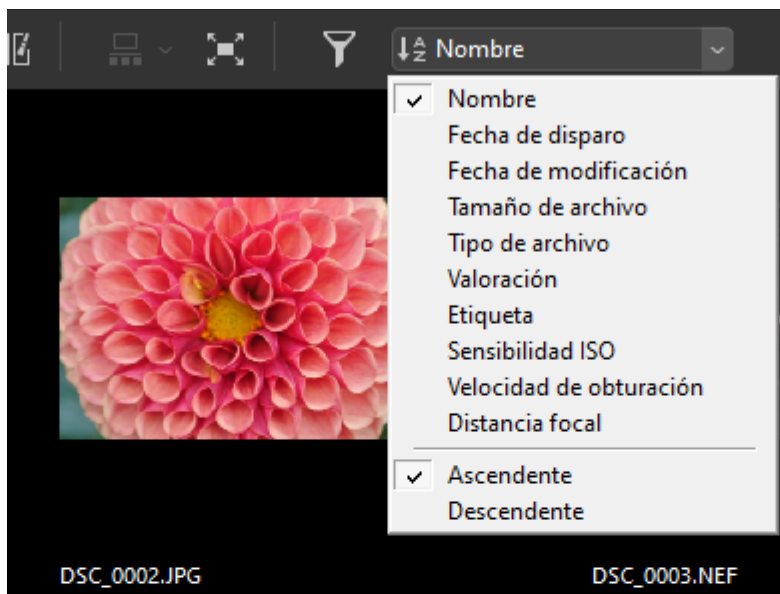 Nombre
Nombre
Fecha de disparo
Fecha de modificación
Tamaño de archivo
Tipo de archivo
Valoración
Etiqueta
Sensibilidad ISO
Velocidad de obturación
Distancia focal
Ascendente
Descendente
DSC_0002.JPG
DSC_0003.NEF